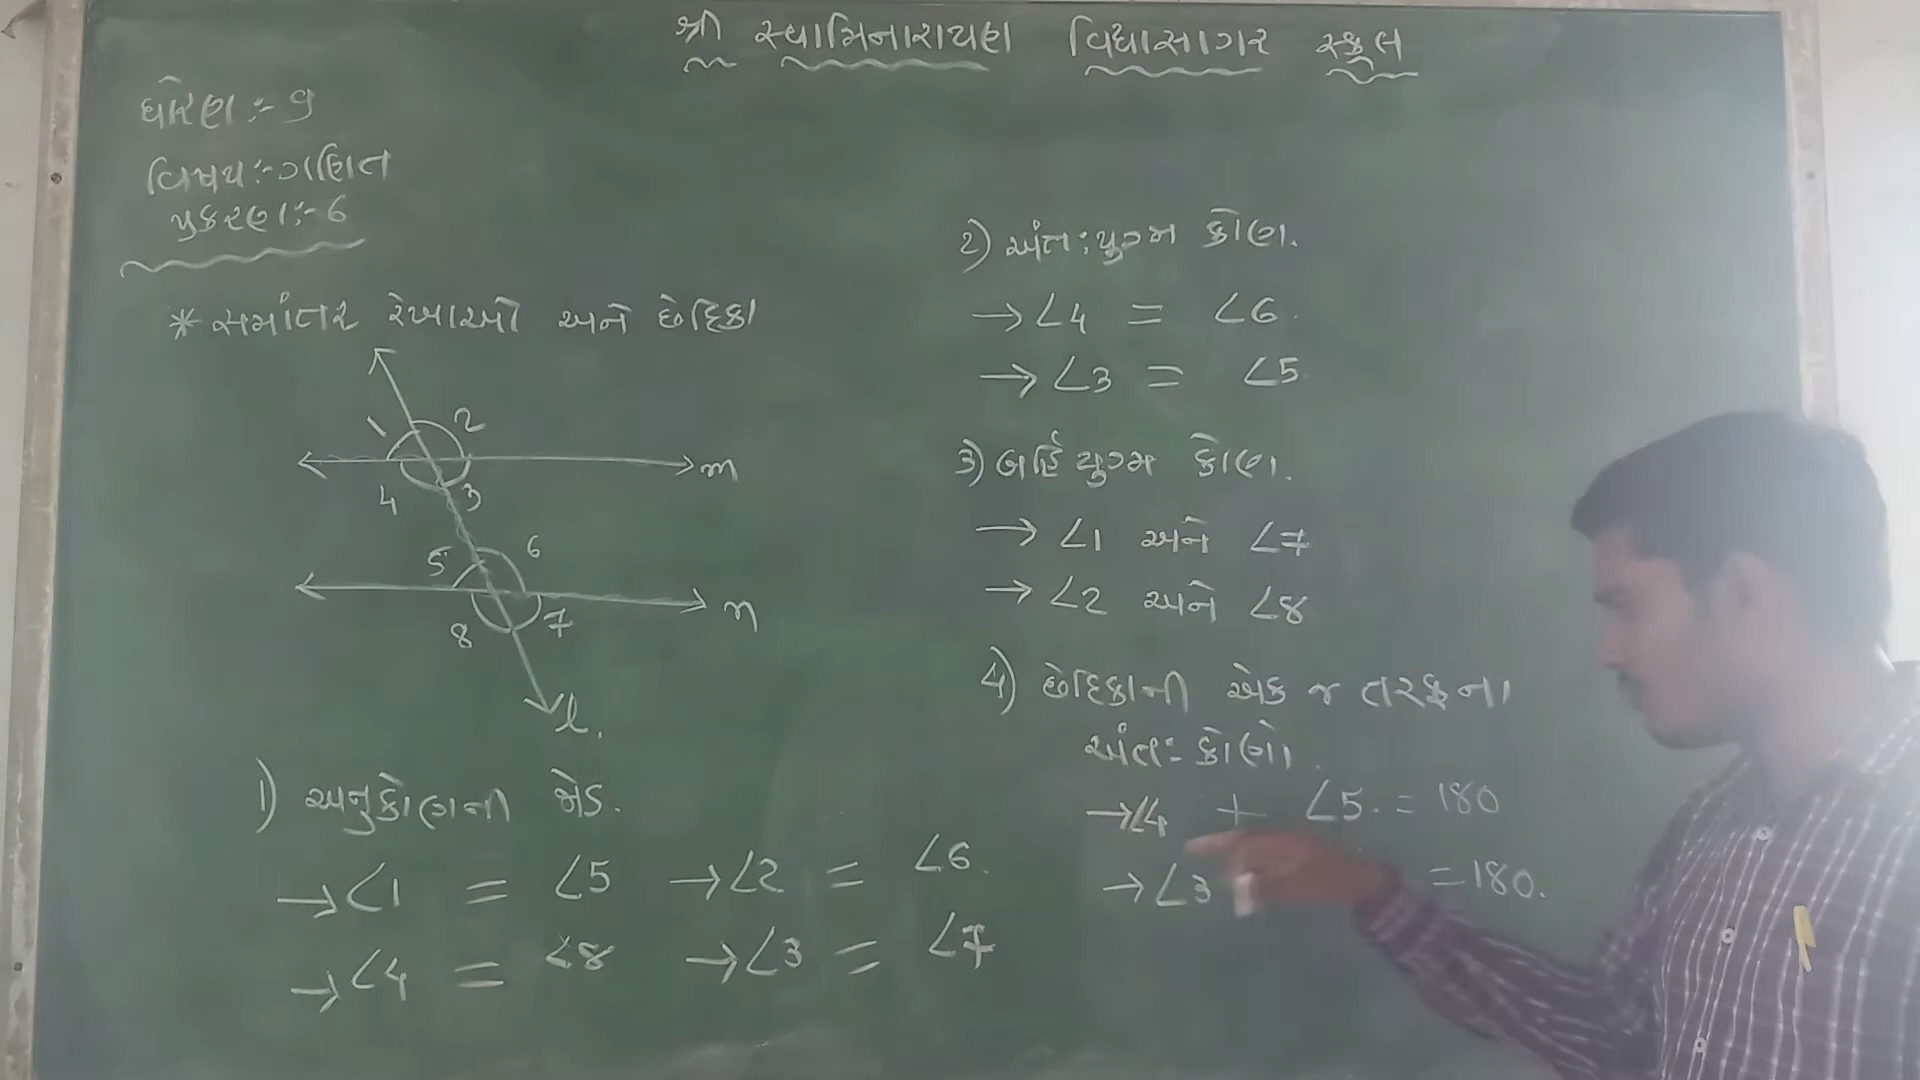 શ્રી સ્વામિનારાયણ વિદ્યાસાગર સ્કુલ
ધોરણ:- 9
વિષય:- ગણિત
પ્રકરણ:- 6
* સમાંતર રેખાઓ અને છેદિકા
1 2
m
4 3
5 6
n
8 7
l.
1) અનુકોણની જોડ.
→∠1 = ∠5 →∠2 = ∠6.
→∠4 = ∠8 →∠3 = ∠7
2) અંત:યુગ્મ કોણ.
→∠4 = ∠6.
→∠3 = ∠5
3) બહિર્યુગ્મ કોણ.
→ ∠1 અને ∠7
→ ∠2 અને ∠8
4) છેદિકાની એક જ તરફના
અંત:કોણો.
→∠4 + ∠5. = 180
→∠3 = 180.